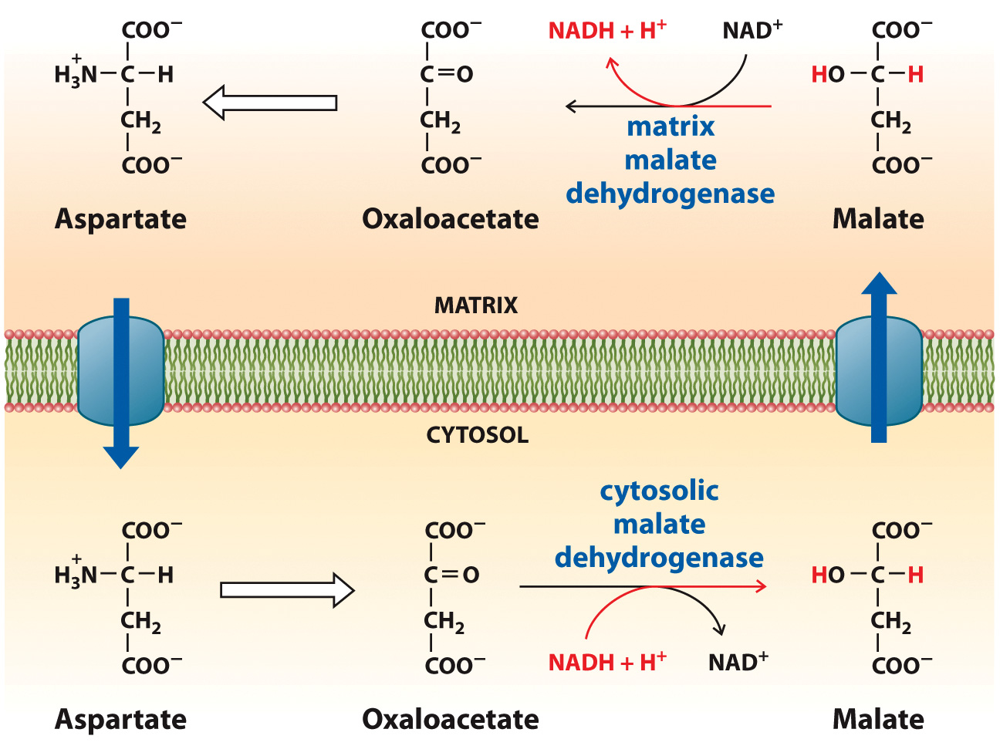 COO⁻ COO⁻ NADH + H⁺ NAD⁺ COO⁻
H₃N⁺—C—H C=O HO—C—H
matrix
CH₂ CH₂ malate CH₂
COO⁻ COO⁻ dehydrogenase COO⁻
Aspartate Oxaloacetate Malate
MATRIX
CYTOSOL
cytosolic
malate
COO⁻ COO⁻ dehydrogenase COO⁻
H₃N⁺—C—H C=O HO—C—H
CH₂ CH₂ CH₂
COO⁻ COO⁻ NADH + H⁺ NAD⁺ COO⁻
Aspartate Oxaloacetate Malate